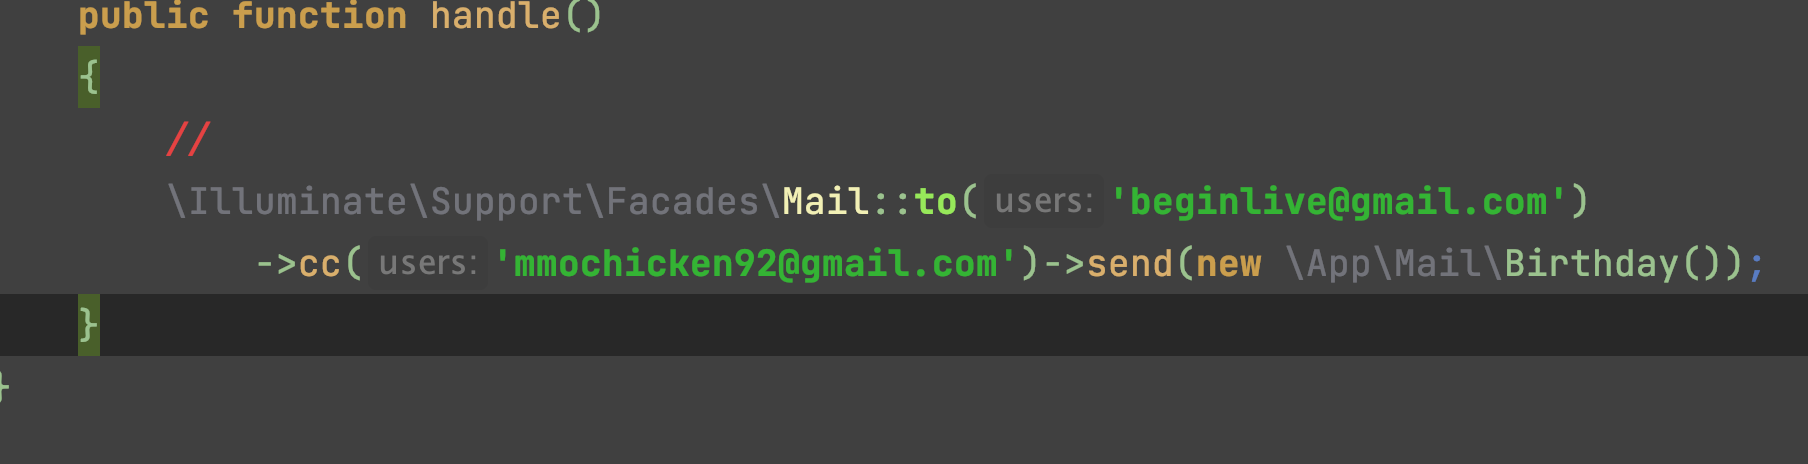 public function handle()
{
//
\Illuminate\Support\Facades\Mail::to( users: 'beginlive@gmail.com')
->cc( users: 'mmochicken92@gmail.com')->send(new \App\Mail\Birthday());
}
}